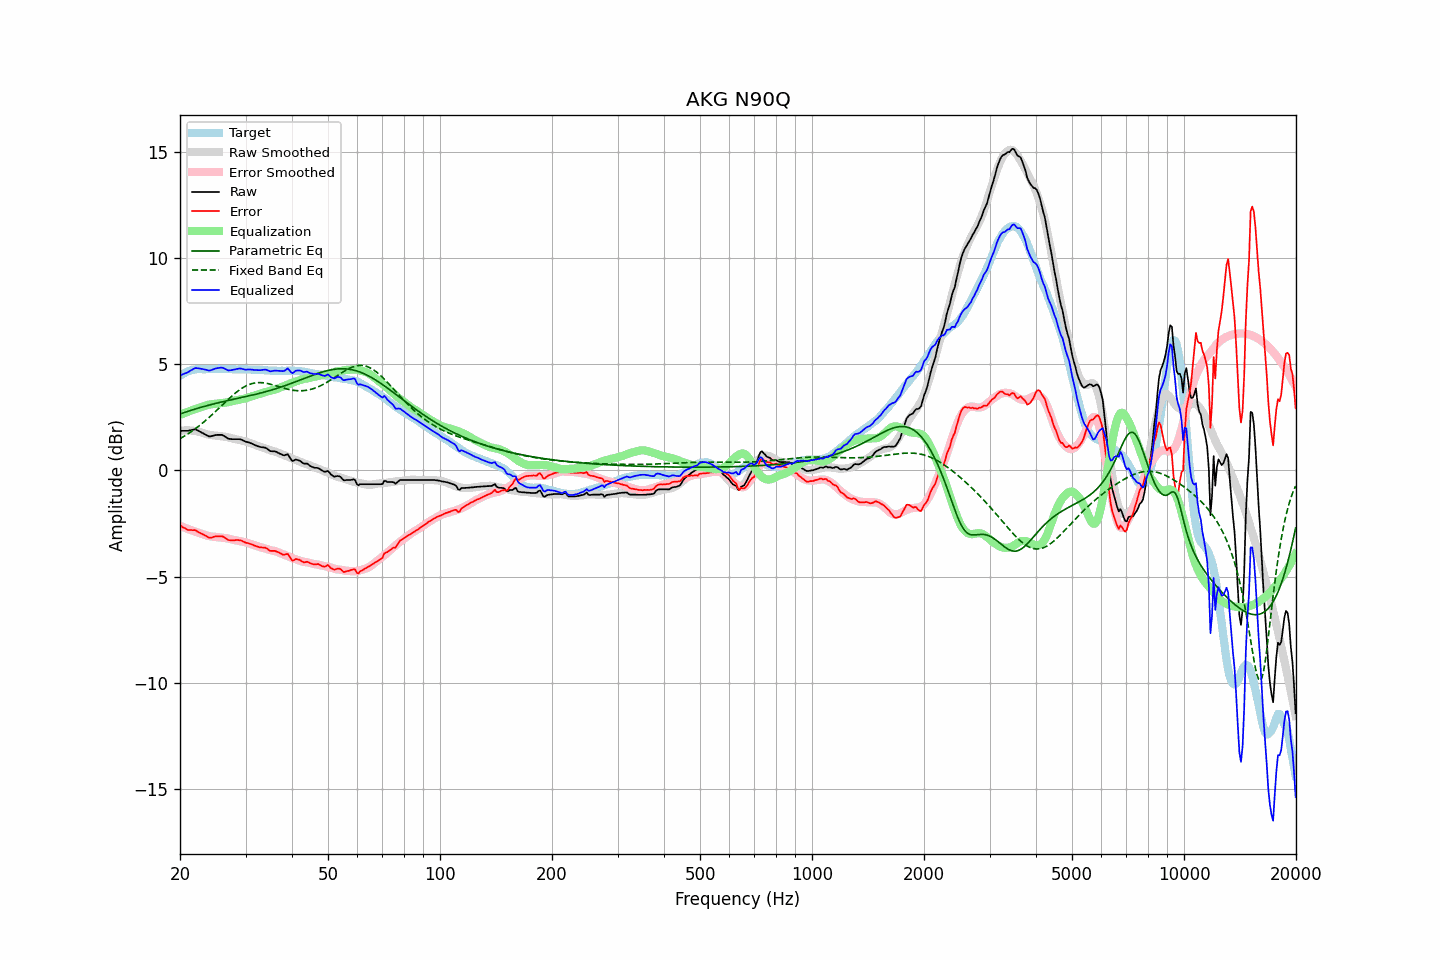 AKG N90Q
Target
Raw Smoothed
Error Smoothed
Raw
Error
Equalization
Parametric Eq
Fixed Band Eq
Equalized
Amplitude (dBr)
15
10
5
0
−5
−10
−15
20 50 100 200 500 1000 2000 5000 10000 20000
Frequency (Hz)